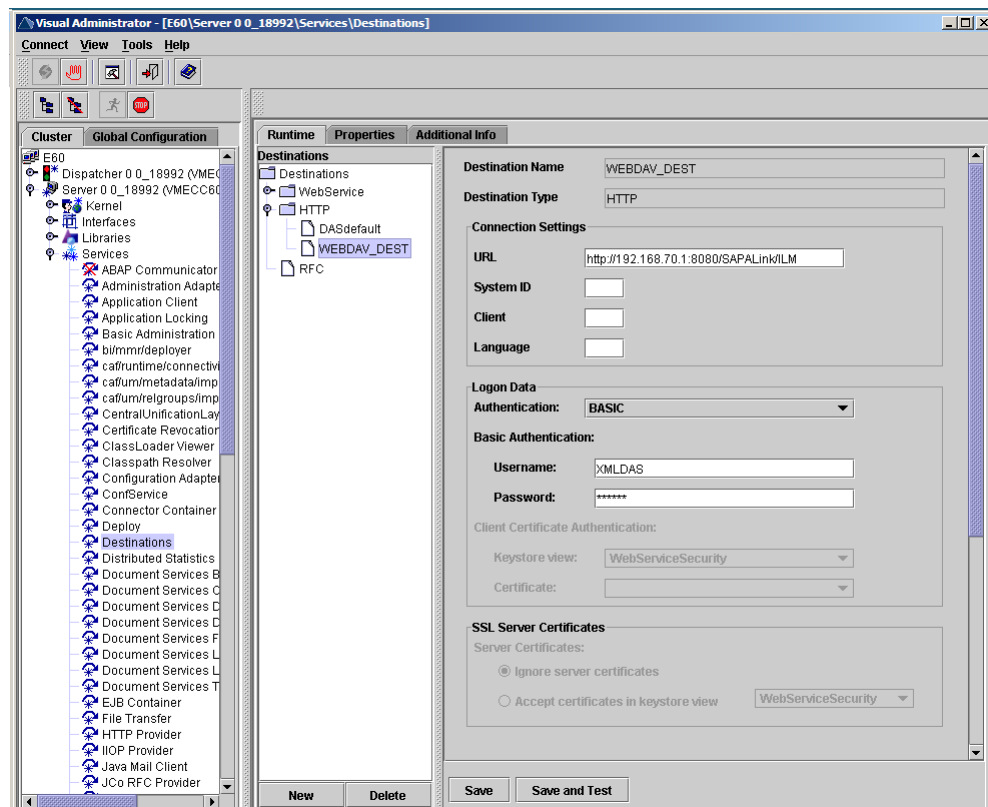 Visual Administrator - [E60\Server 0 0_18992\Services\Destinations]
Connect View Tools Help
STOP
Cluster Global Configuration
E60
Dispatcher 0 0_18992 (VMEC
Server 0 0_18992 (VMECC60
Kernel
Interfaces
Libraries
Services
ABAP Communicator
Administration Adapte
Application Client
Application Locking
Basic Administration
bi/mmr/deployer
caf/runtime/connectivi
caf/um/metadata/imp
caf/um/relgroups/imp
CentralUnificationLay
Certificate Revocation
ClassLoader Viewer
Classpath Resolver
Configuration Adapter
ConfService
Connector Container
Deploy
Destinations
Distributed Statistics
Document Services B
Document Services C
Document Services D
Document Services D
Document Services F
Document Services L
Document Services L
Document Services T
EJB Container
File Transfer
HTTP Provider
IIOP Provider
Java Mail Client
JCo RFC Provider
Runtime Properties Additional Info
Destinations
Destinations
WebService
HTTP
DASdefault
WEBDAV_DEST
RFC
New Delete
Destination Name WEBDAV_DEST
Destination Type HTTP
Connection Settings
URL http://192.168.70.1:8080/SAPALink/ILM
System ID
Client
Language
Logon Data
Authentication: BASIC
Basic Authentication:
Username: XMLDAS
Password: ******
Client Certificate Authentication:
Keystore view: WebServiceSecurity
Certificate:
SSL Server Certificates
Server Certificates:
Ignore server certificates
Accept certificates in keystore view WebServiceSecurity
Save Save and Test